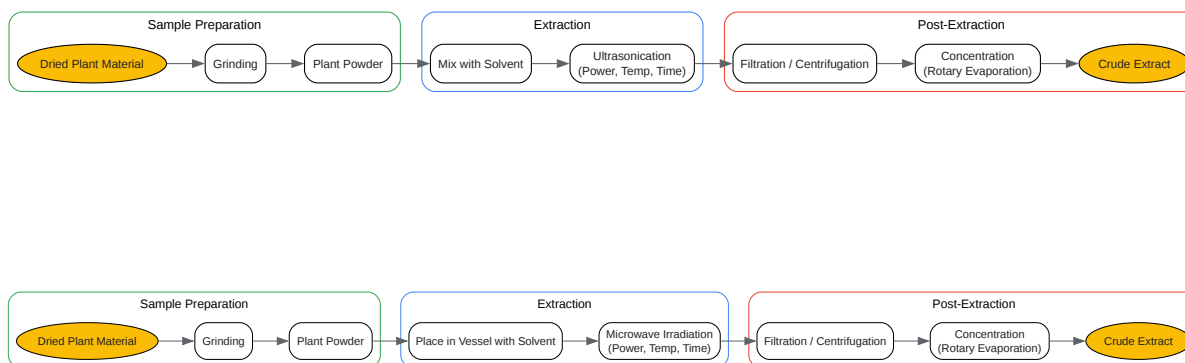 Sample Preparation
Extraction
Post-Extraction
Dried Plant Material
Grinding
Plant Powder
Mix with Solvent
Ultrasonication
(Power, Temp, Time)
Filtration / Centrifugation
Concentration
(Rotary Evaporation)
Crude Extract
Sample Preparation
Extraction
Post-Extraction
Dried Plant Material
Grinding
Plant Powder
Place in Vessel with Solvent
Microwave Irradiation
(Power, Temp, Time)
Filtration / Centrifugation
Concentration
(Rotary Evaporation)
Crude Extract